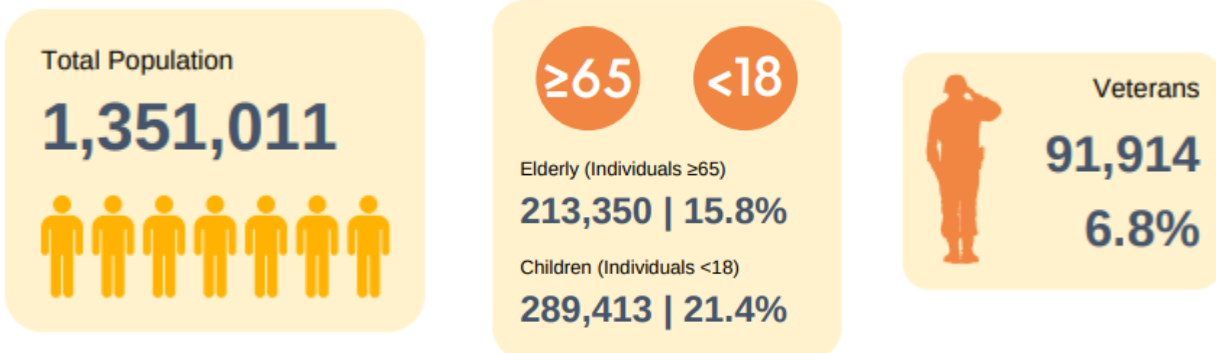 Total Population
1,351,011
≥65 <18
Elderly (Individuals ≥65)
213,350 | 15.8%
Children (Individuals <18)
289,413 | 21.4%
Veterans
91,914
6.8%